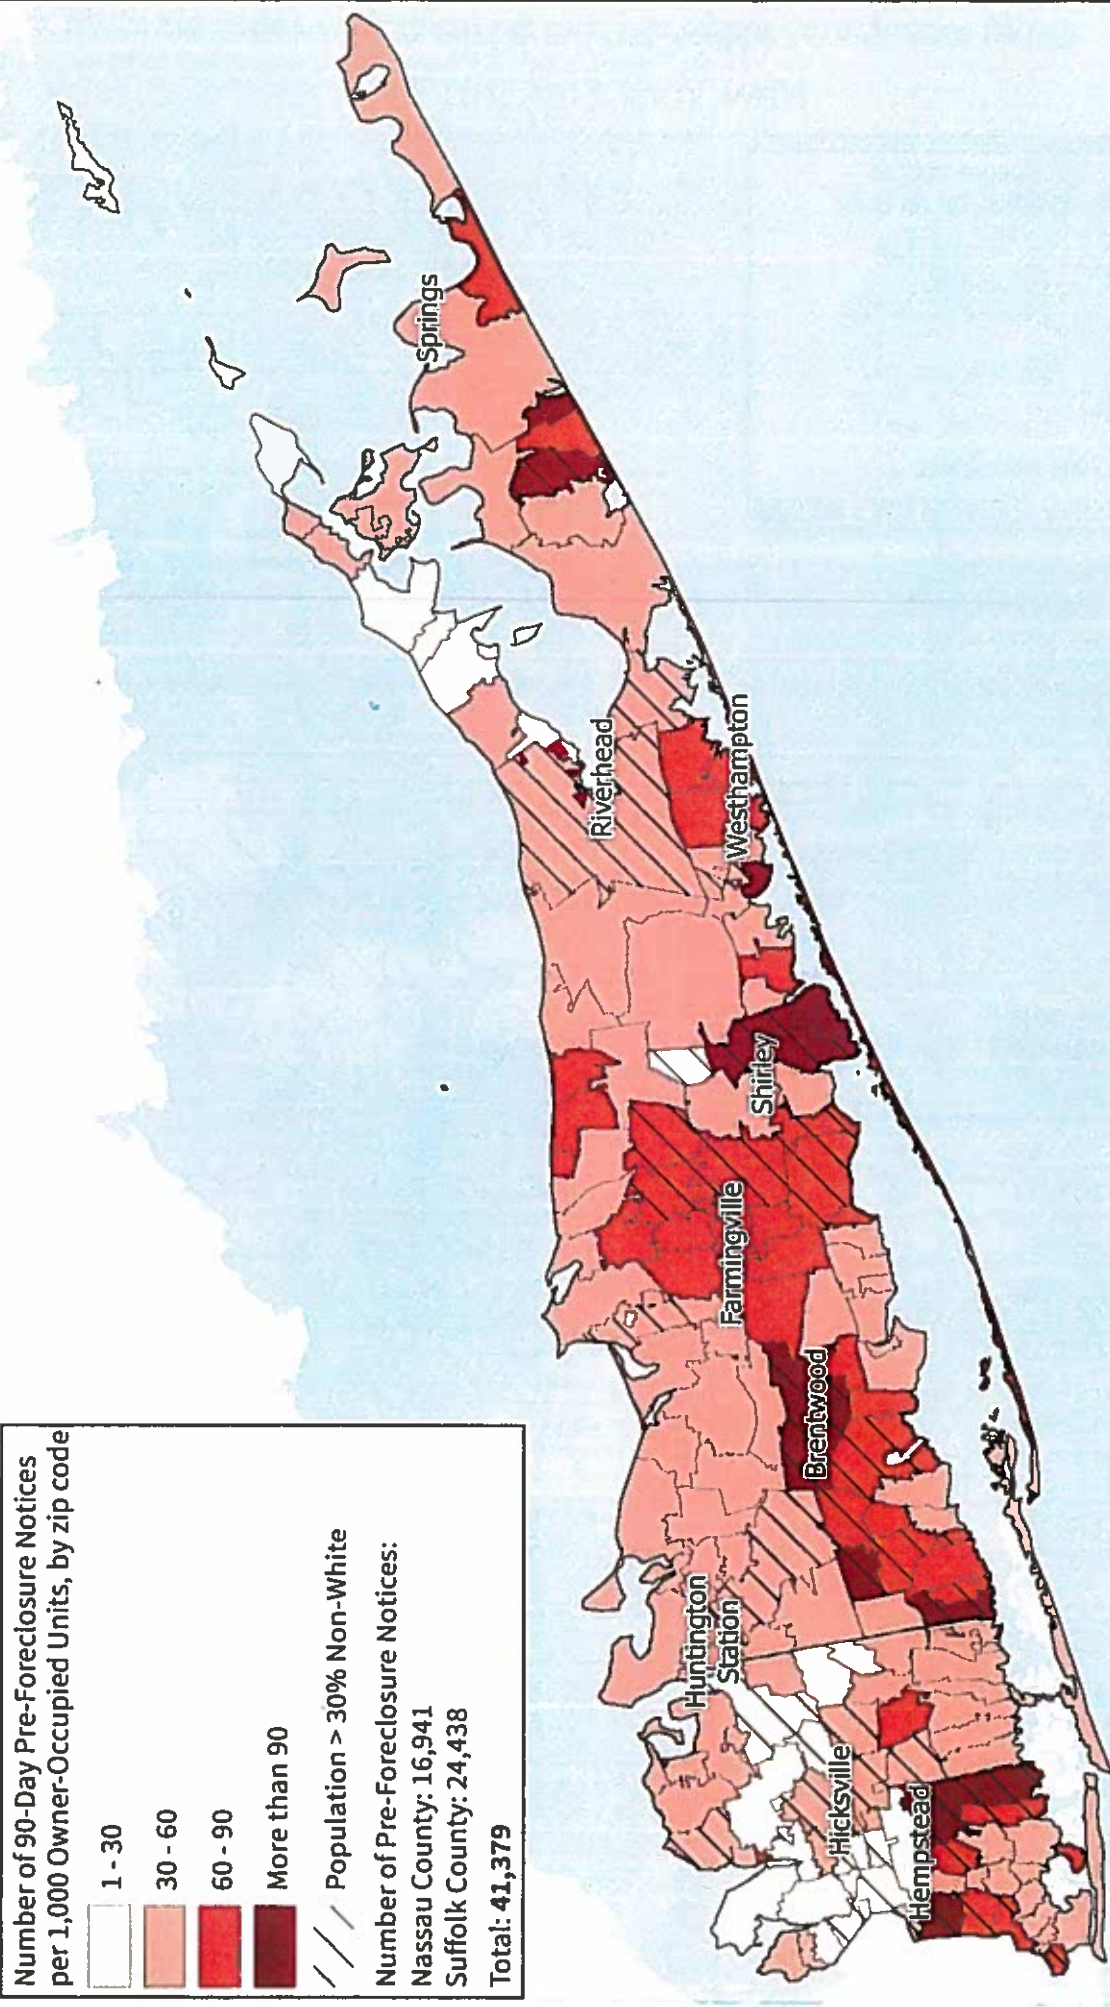 Number of 90-Day Pre-Foreclosure Notices
per 1,000 Owner-Occupied Units, by zip code
1 - 30
30 - 60
60 - 90
More than 90
Population > 30% Non-White
Number of Pre-Foreclosure Notices:
Nassau County: 16,941
Suffolk County: 24,438
Total: 41,379
Springs
Riverhead
Westhampton
Shirley
Farmingville
Brentwood
Huntington
Station
Hicksville
Hempstead